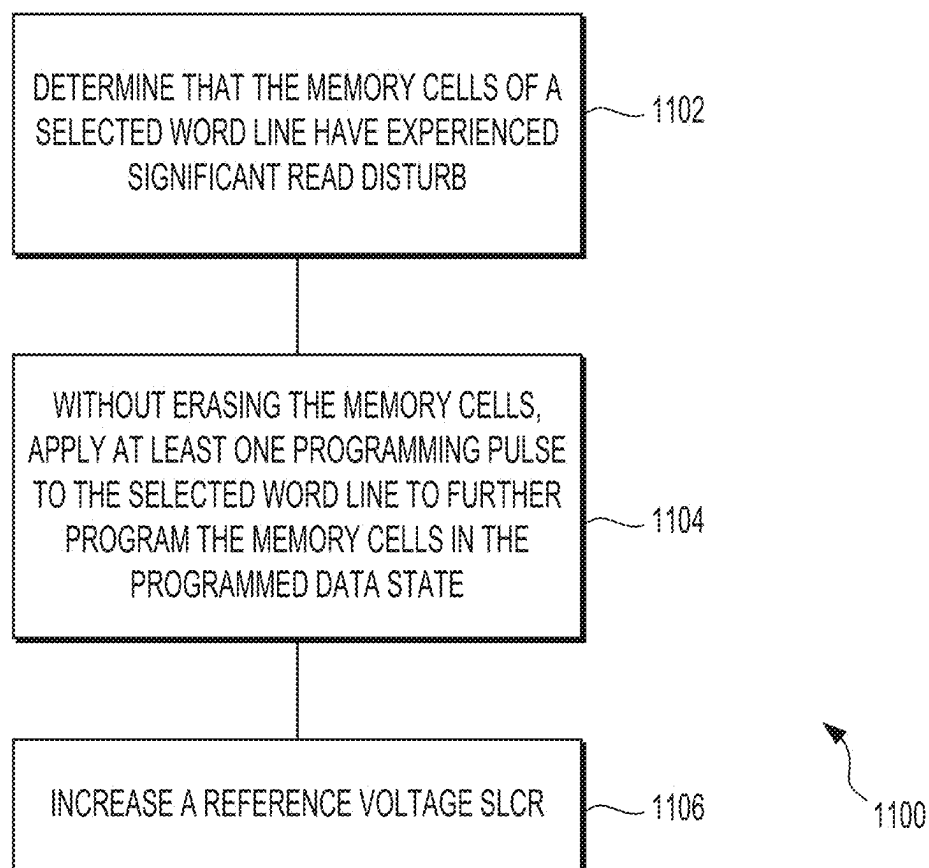 DETERMINE THAT THE MEMORY CELLS OF A
SELECTED WORD LINE HAVE EXPERIENCED
SIGNIFICANT READ DISTURB
1102
WITHOUT ERASING THE MEMORY CELLS,
APPLY AT LEAST ONE PROGRAMMING PULSE
TO THE SELECTED WORD LINE TO FURTHER
PROGRAM THE MEMORY CELLS IN THE
PROGRAMMED DATA STATE
1104
INCREASE A REFERENCE VOLTAGE SLCR
1106
1100